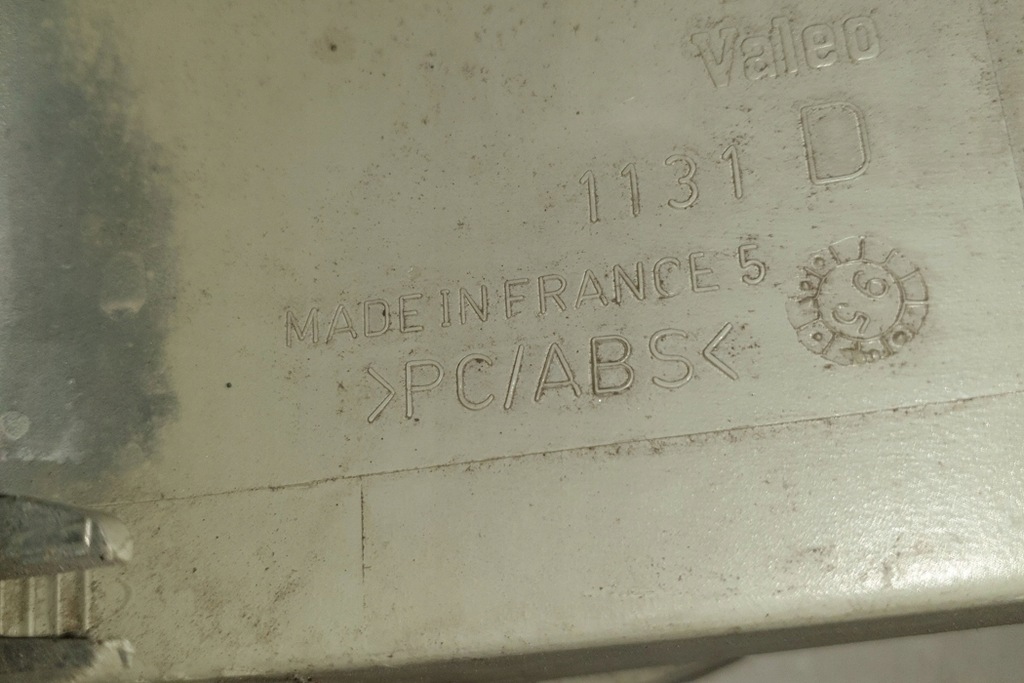 Valeo
1131 D
MADE IN FRANCE 5
>PC/ABS<